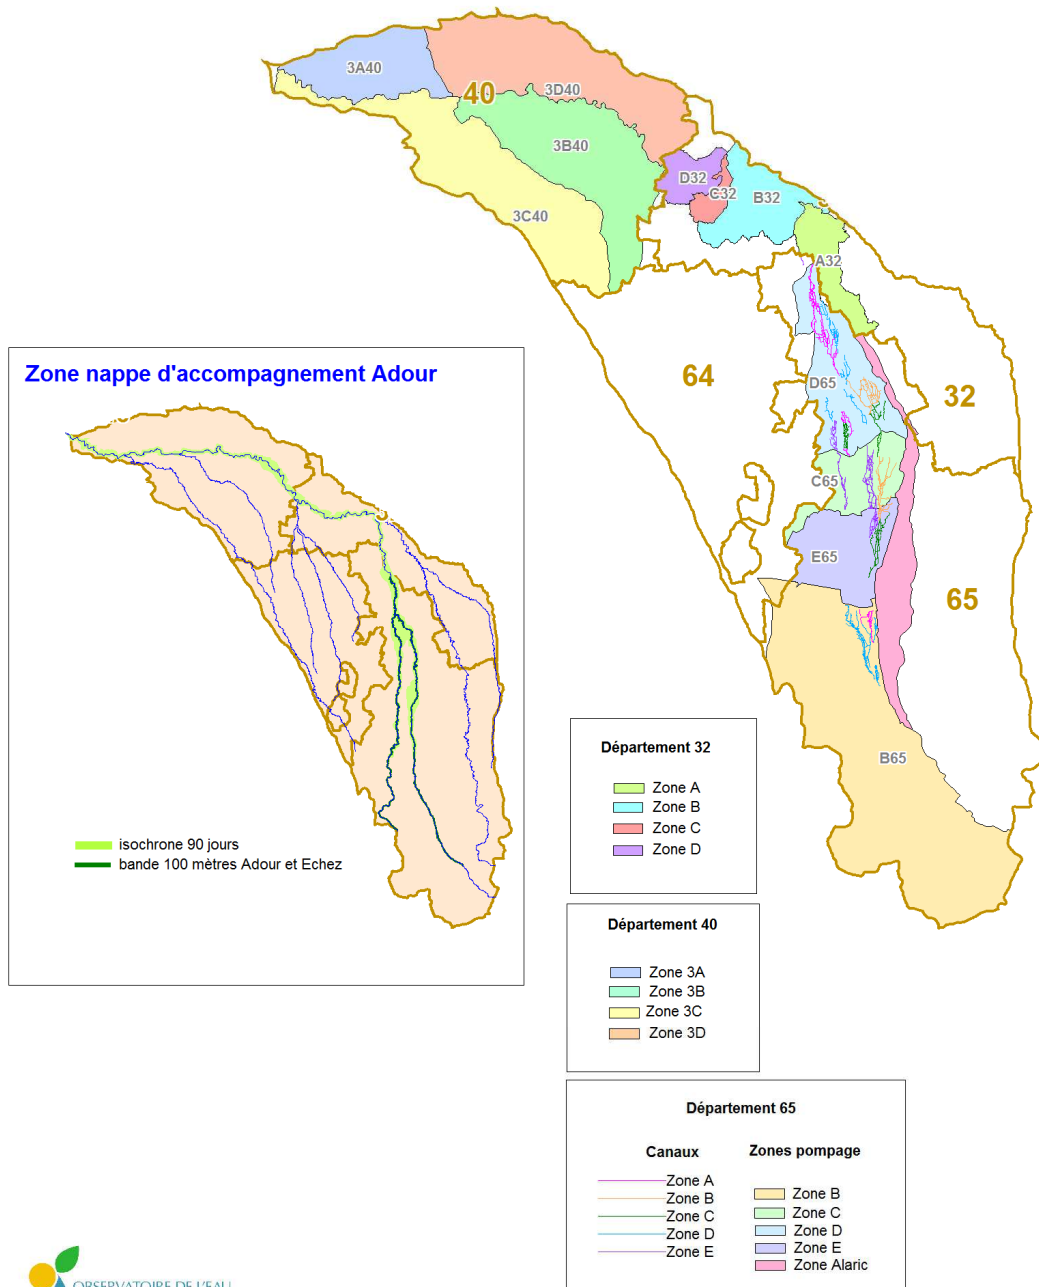 3A40
40
3D40
3B40
3C40
D32
C32
B32
A32
64
32
D65
C65
E65
65
B65
Zone nappe d'accompagnement Adour
isochrone 90 jours
bande 100 mètres Adour et Echez
Département 32
Zone A
Zone B
Zone C
Zone D
Département 40
Zone 3A
Zone 3B
Zone 3C
Zone 3D
Département 65
Canaux
Zone A
Zone B
Zone C
Zone D
Zone E
Zones pompage
Zone B
Zone C
Zone D
Zone E
Zone Alaric
OBSERVATOIRE DE L'EAU